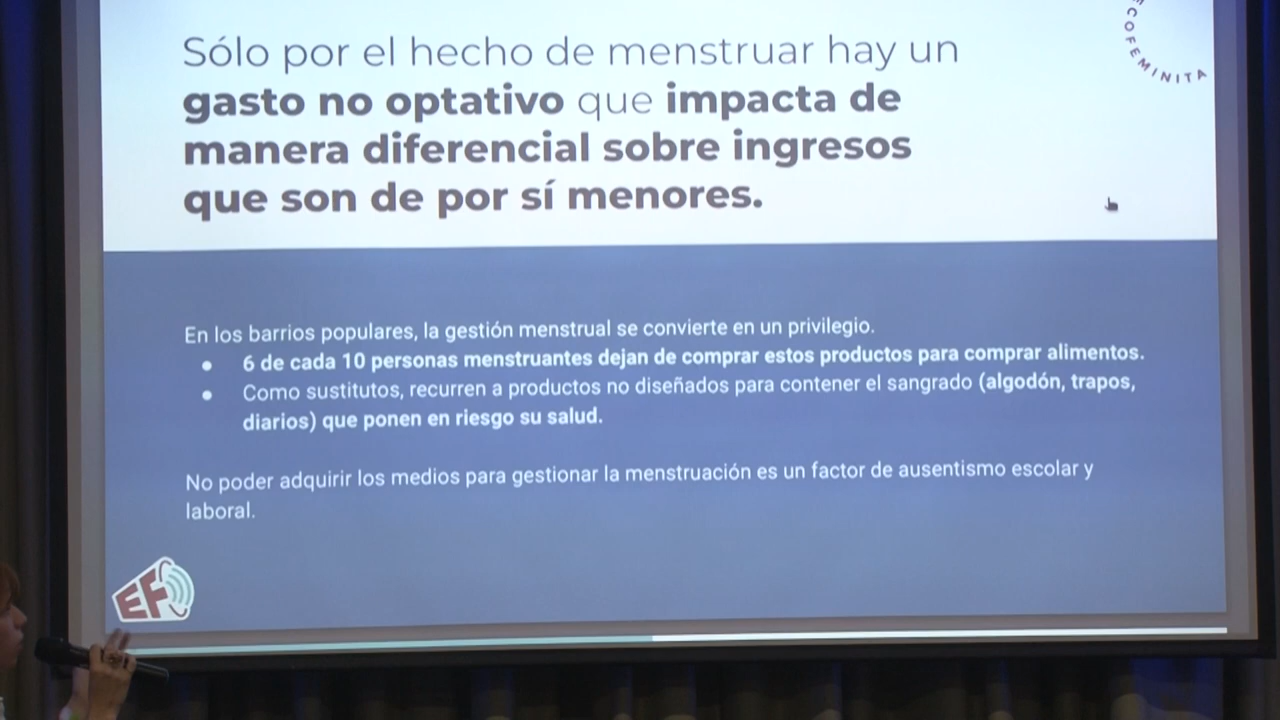 Sólo por el hecho de menstruar hay un
gasto no optativo que impacta de
manera diferencial sobre ingresos
que son de por sí menores.
COFEMINITA
En los barrios populares, la gestión menstrual se convierte en un privilegio.
● 6 de cada 10 personas menstruantes dejan de comprar estos productos para comprar alimentos.
● Como sustitutos, recurren a productos no diseñados para contener el sangrado (algodón, trapos,
diarios) que ponen en riesgo su salud.
No poder adquirir los medios para gestionar la menstruación es un factor de ausentismo escolar y
laboral.
EF